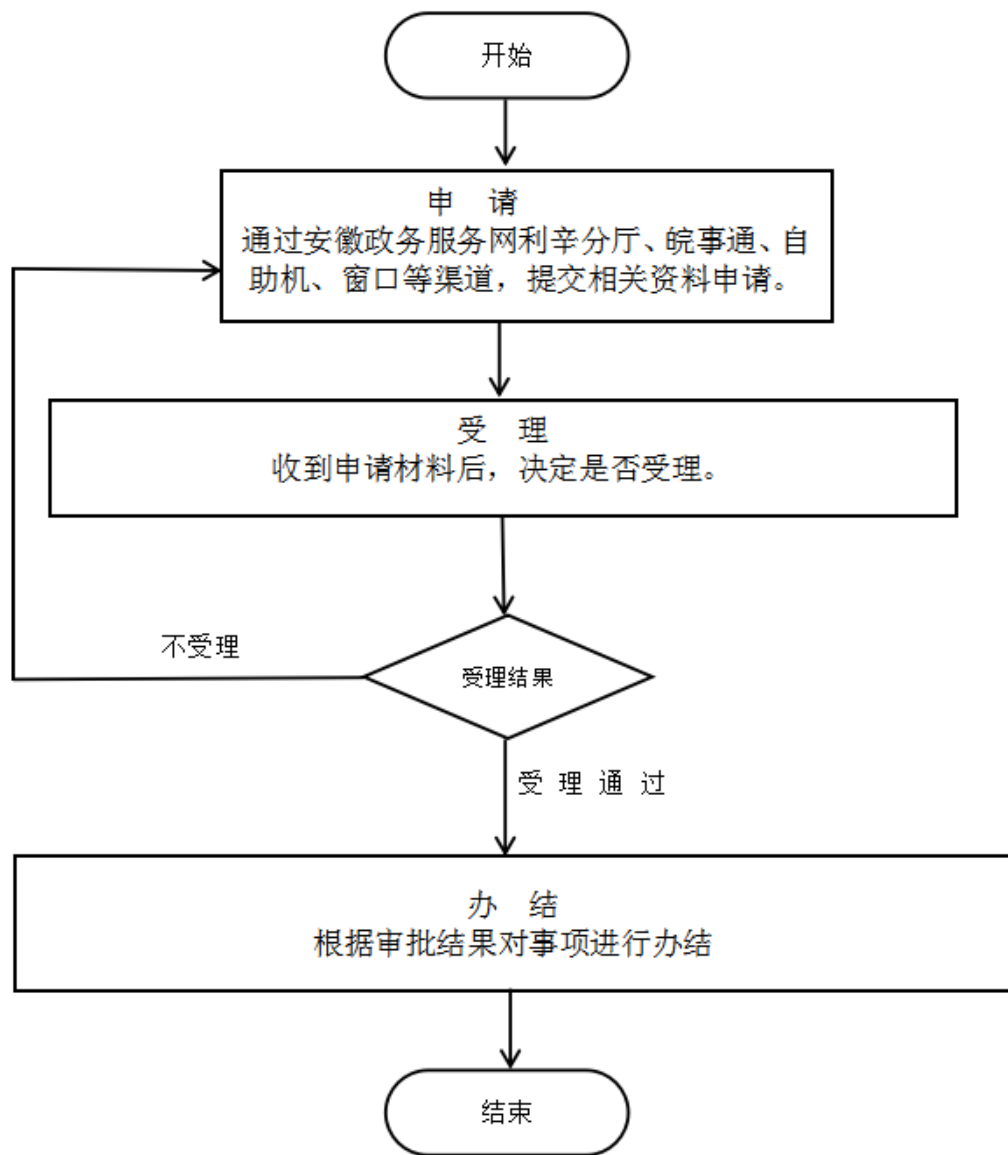 开始
申 请
通过安徽政务服务网利辛分厅、皖事通、自
助机、窗口等渠道，提交相关资料申请。
受 理
收到申请材料后，决定是否受理。
不受理
受理结果
受 理 通 过
办 结
根据审批结果对事项进行办结
结束